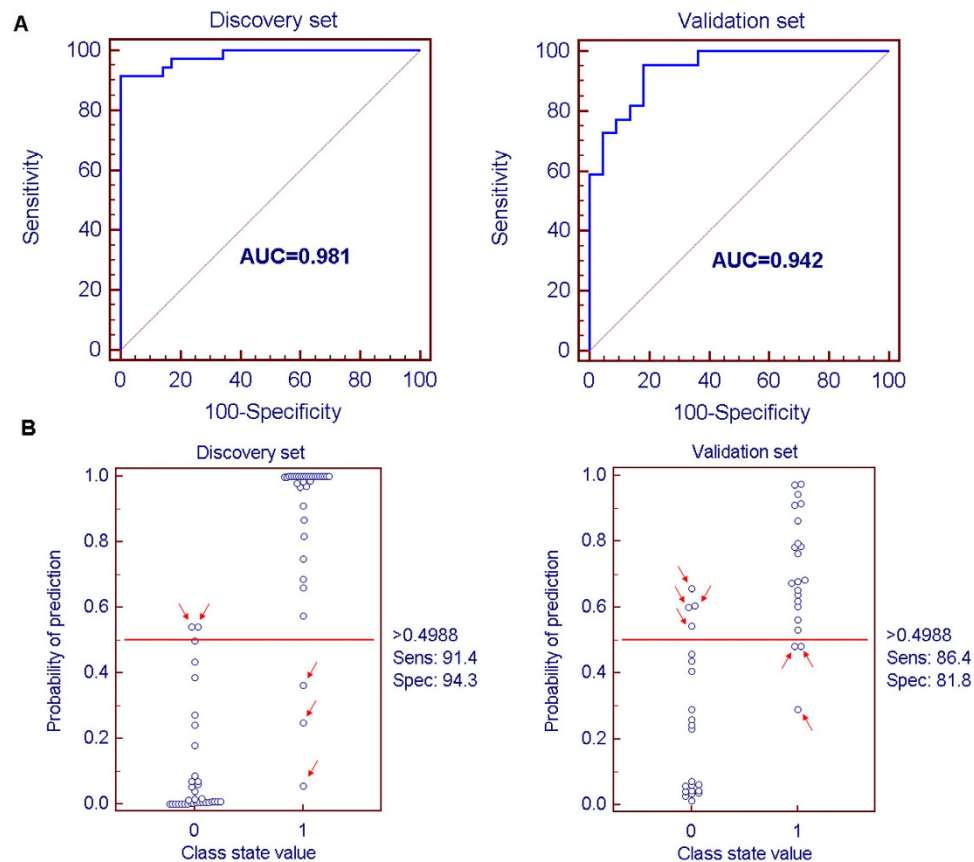 A
Discovery set
Validation set
100
80
60
40
20
0
Sensitivity
AUC=0.981
0 20 40 60 80 100
100-Specificity
100
80
60
40
20
0
Sensitivity
AUC=0.942
0 20 40 60 80 100
100-Specificity
B
Discovery set
1.0
0.8
0.6
0.4
0.2
0.0
Probability of prediction
>0.4988
Sens: 91.4
Spec: 94.3
0 1
Class state value
Validation set
1.0
0.8
0.6
0.4
0.2
0.0
Probability of prediction
>0.4988
Sens: 86.4
Spec: 81.8
0 1
Class state value